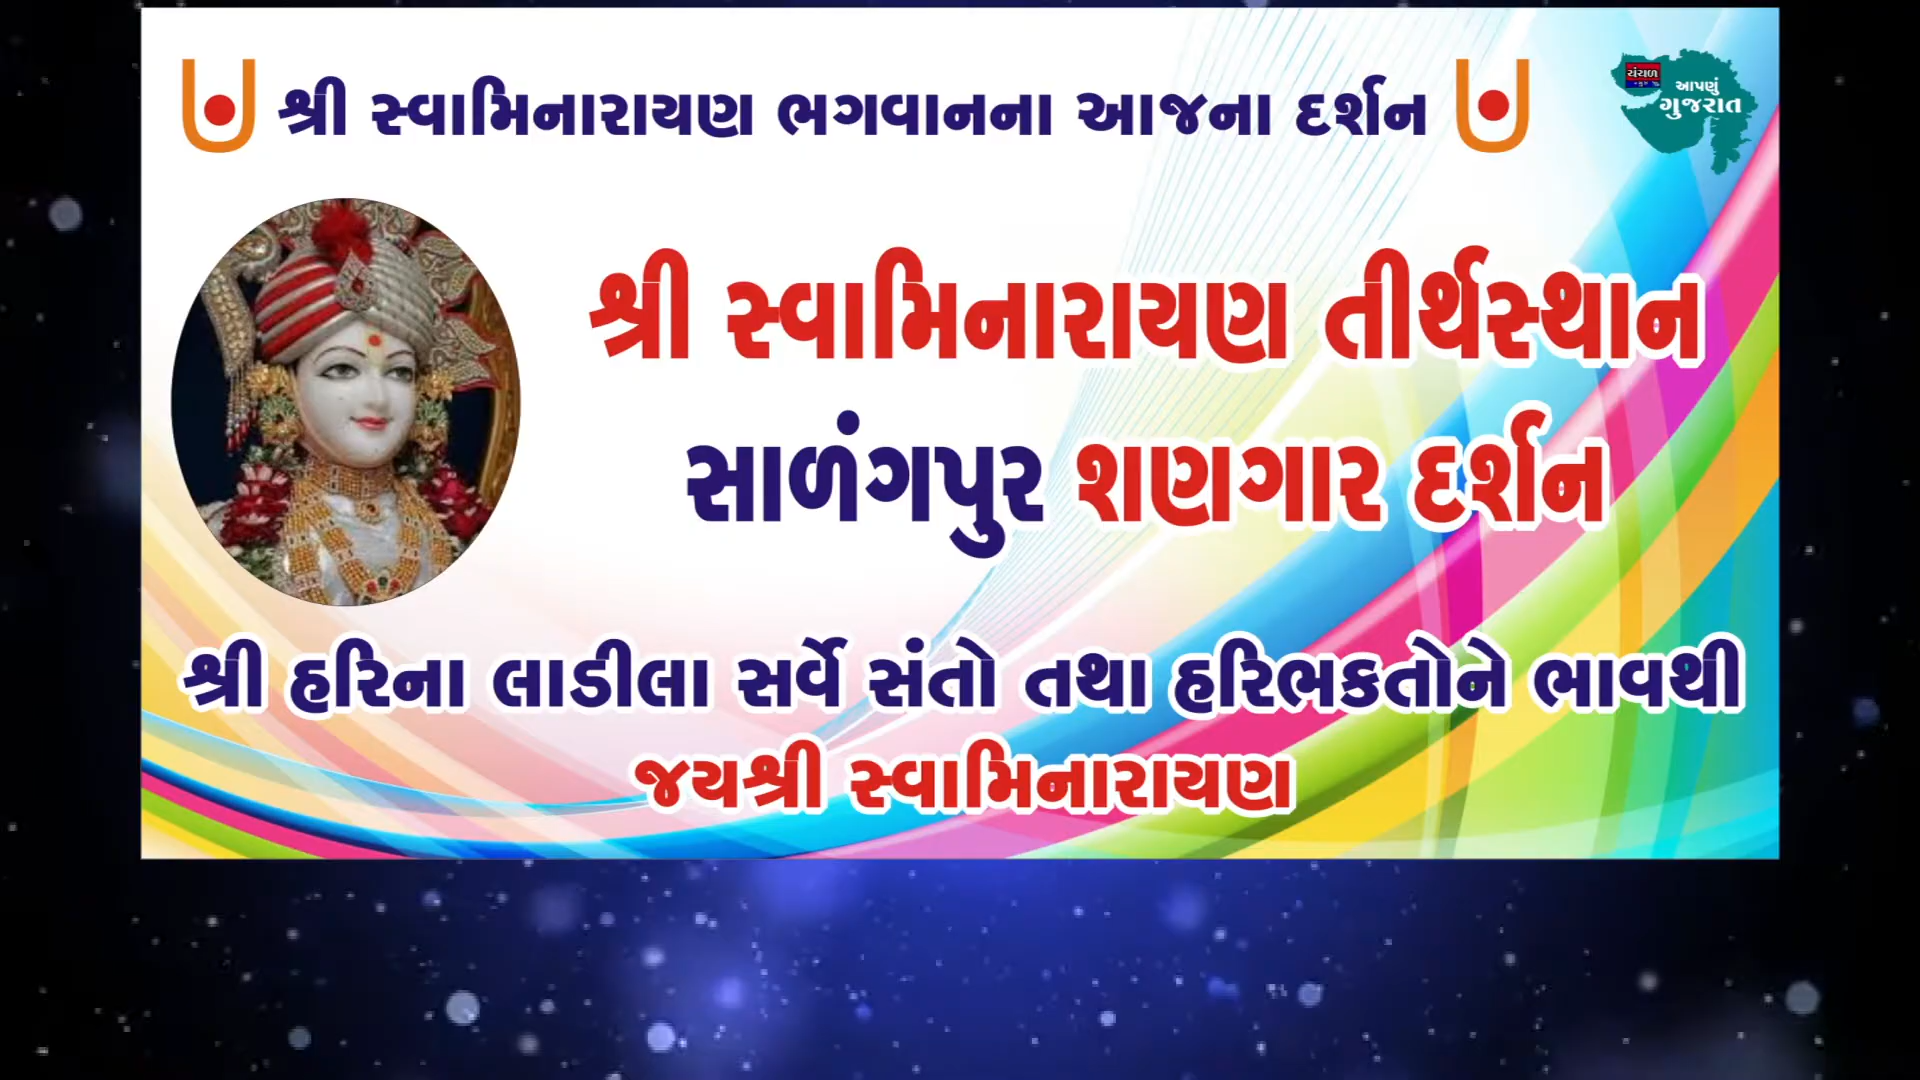 શ્રી સ્વામિનારાયણ ભગવાનના આજના દર્શન
ચંચળ
આપણું
ગુજરાત
શ્રી સ્વામિનારાયણ તીર્થસ્થાન
સાળંગપુર શણગાર દર્શન
શ્રી હરિના લાડીલા સર્વે સંતો તથા હરિભકતોને ભાવથી
જયશ્રી સ્વામિનારાયણ